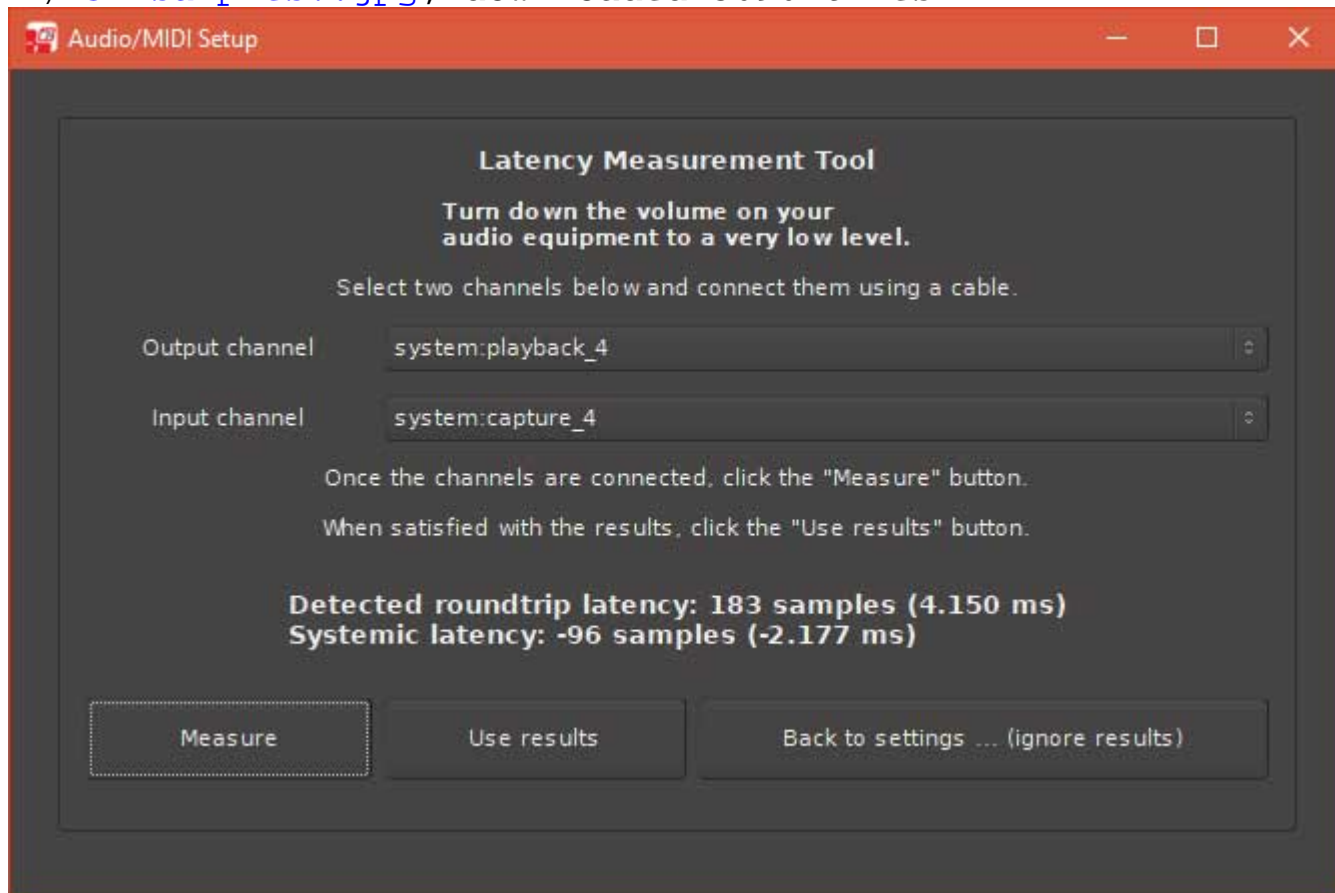 Audio/MIDI Setup
Latency Measurement Tool
Turn down the volume on your
audio equipment to a very low level.
Select two channels below and connect them using a cable.
Output channel
system:playback_4
Input channel
system:capture_4
Once the channels are connected, click the "Measure" button.
When satisfied with the results, click the "Use results" button.
Detected roundtrip latency: 183 samples (4.150 ms)
Systemic latency: -96 samples (-2.177 ms)
Measure
Use results
Back to settings ... (ignore results)